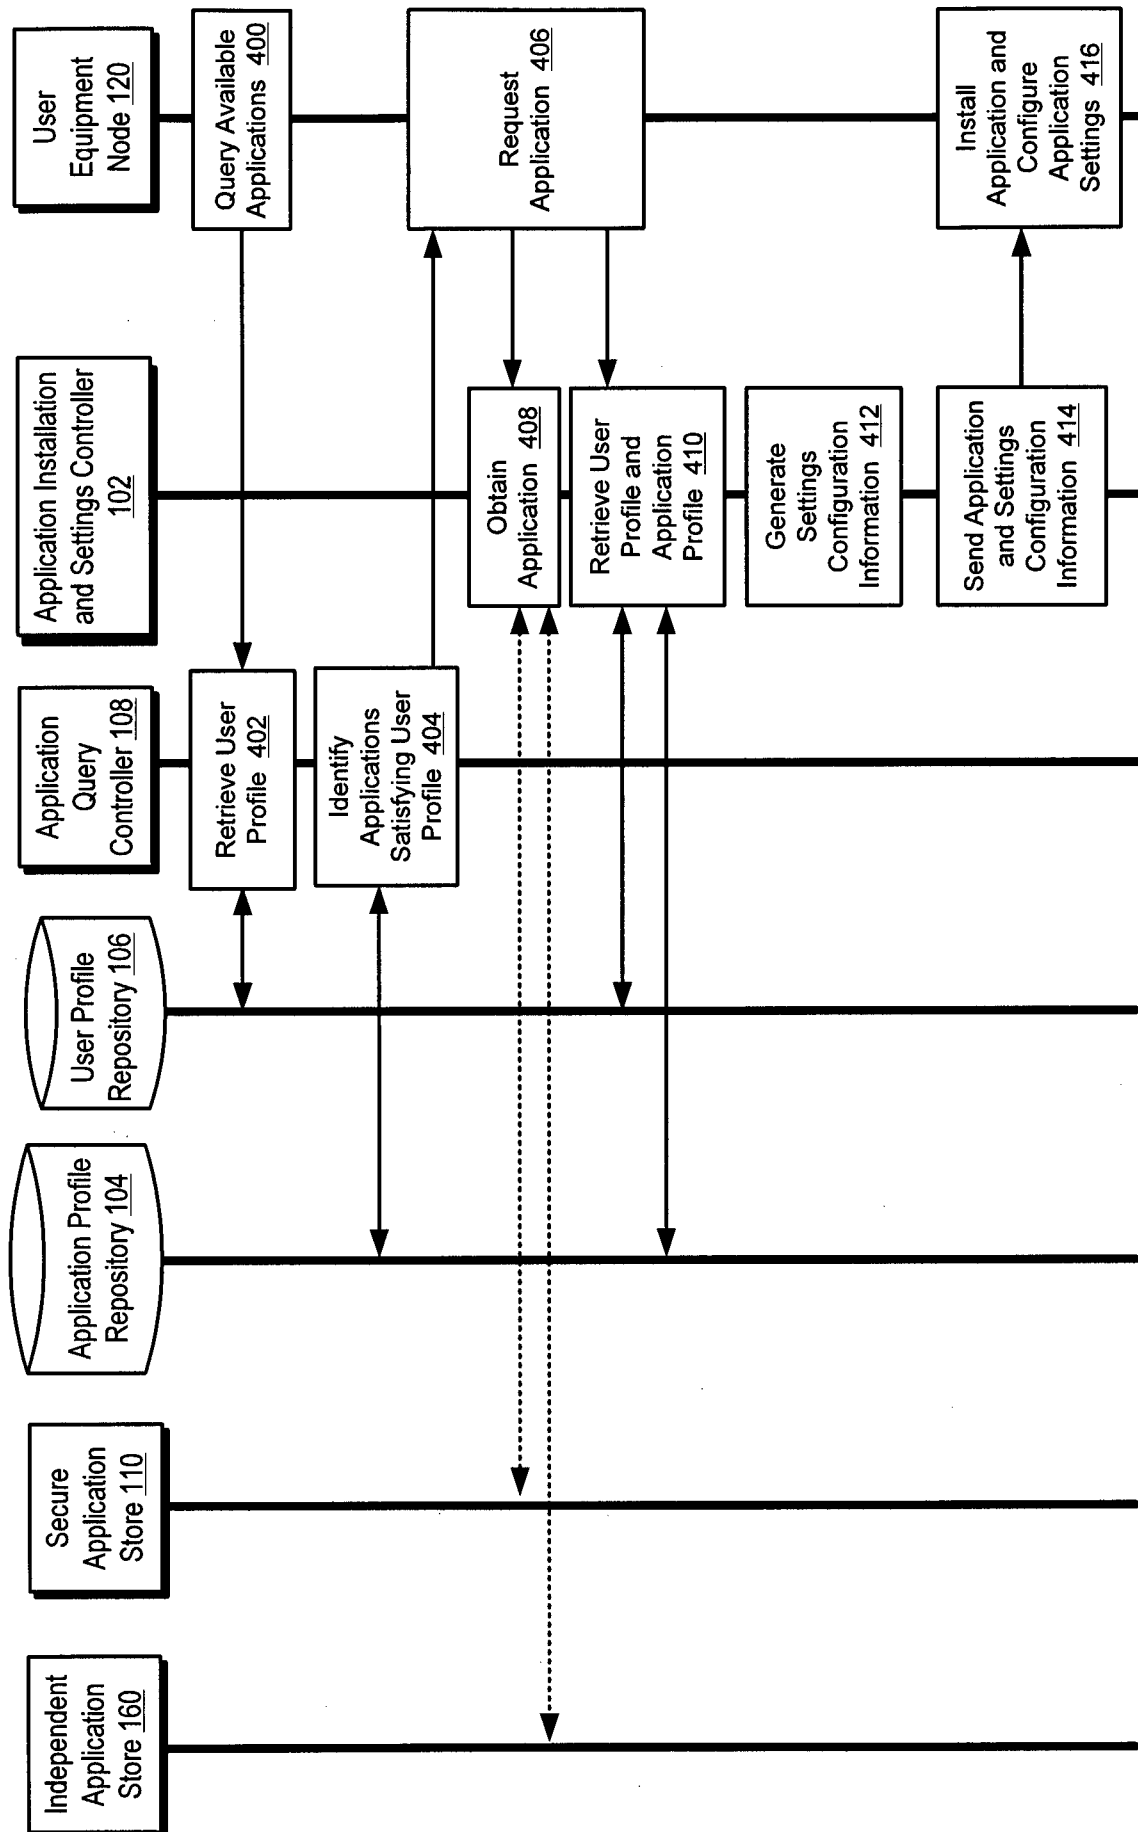 Independent
Application
Store 160
Secure
Application
Store 110
Application Profile
Repository 104
User Profile
Repository 106
Application
Query
Controller 108
Application Installation
and Settings Controller
102
User
Equipment
Node 120
Query Available
Applications 400
Retrieve User
Profile 402
Identify
Applications
Satisfying User
Profile 404
Request
Application 406
Obtain
Application 408
Retrieve User
Profile and
Application
Profile 410
Generate
Settings
Configuration
Information 412
Send Application
and Settings
Configuration
Information 414
Install
Application and
Configure
Application
Settings 416